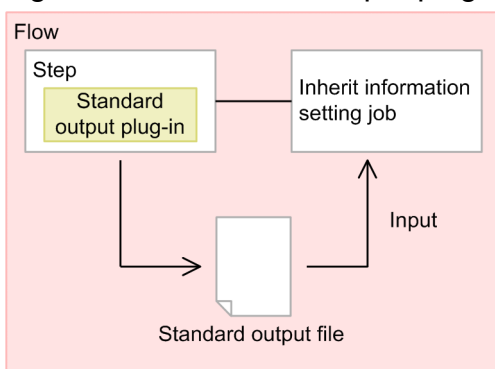 Flow
Step
Standard
output plug-in
Inherit information
setting job
Input
Standard output file